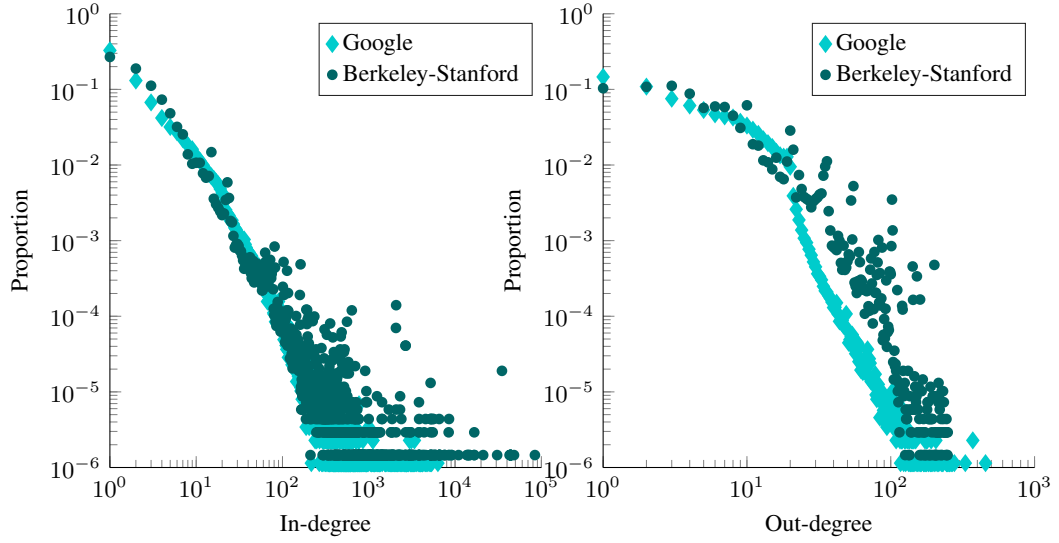 10^0
10^-1
10^-2
10^-3
10^-4
10^-5
10^-6
Proportion
Google
Berkeley-Stanford
10^0 10^1 10^2 10^3 10^4 10^5
In-degree
10^0
10^-1
10^-2
10^-3
10^-4
10^-5
10^-6
Proportion
Google
Berkeley-Stanford
10^0 10^1 10^2 10^3
Out-degree